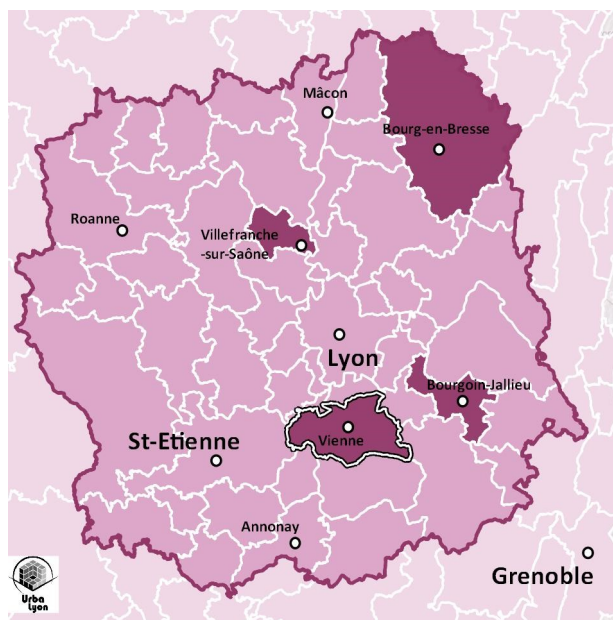 Mâcon
Bourg-en-Bresse
Roanne
Villefranche
-sur-Saône
Lyon
Bourgoin-Jallieu
Vienne
St-Etienne
Annonay
Grenoble
Urba
Lyon